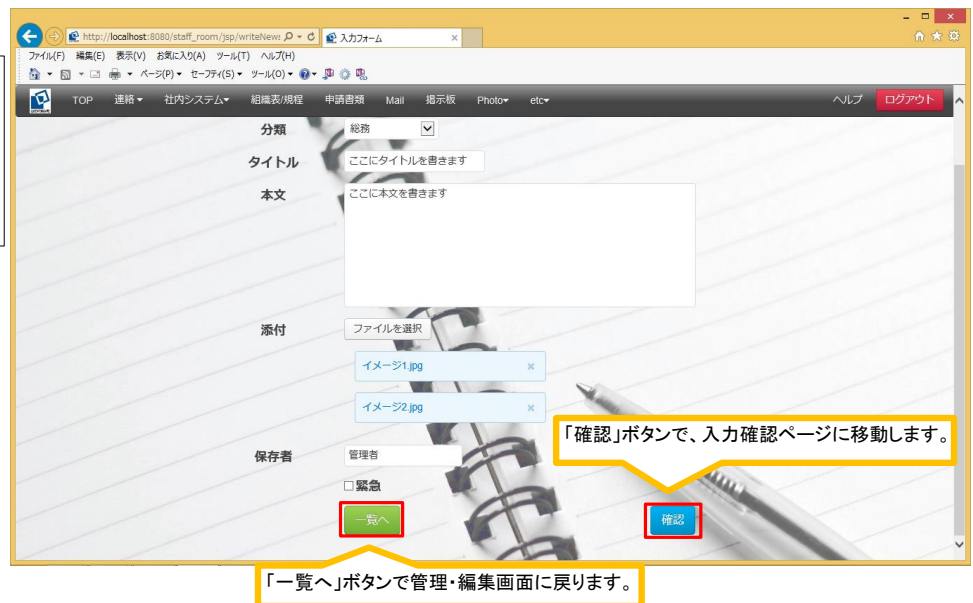 http://localhost:8080/staff_room/jsp/writeNews
入力フォーム
ファイル(F) 編集(E) 表示(V) お気に入り(A) ツール(T) ヘルプ(H)
ページ(P) セーフティ(S) ツール(O)
TOP 連絡 社内システム 組織表/規程 申請書類 Mail 掲示板 Photo etc ヘルプ ログアウト
分類 総務
タイトル ここにタイトルを書きます
本文 ここに本文を書きます
添付 ファイルを選択
イメージ1.jpg ×
イメージ2.jpg ×
「確認」ボタンで、入力確認ページに移動します。
保存者 管理者
緊急
一覧へ 確認
「一覧へ」ボタンで管理・編集画面に戻ります。